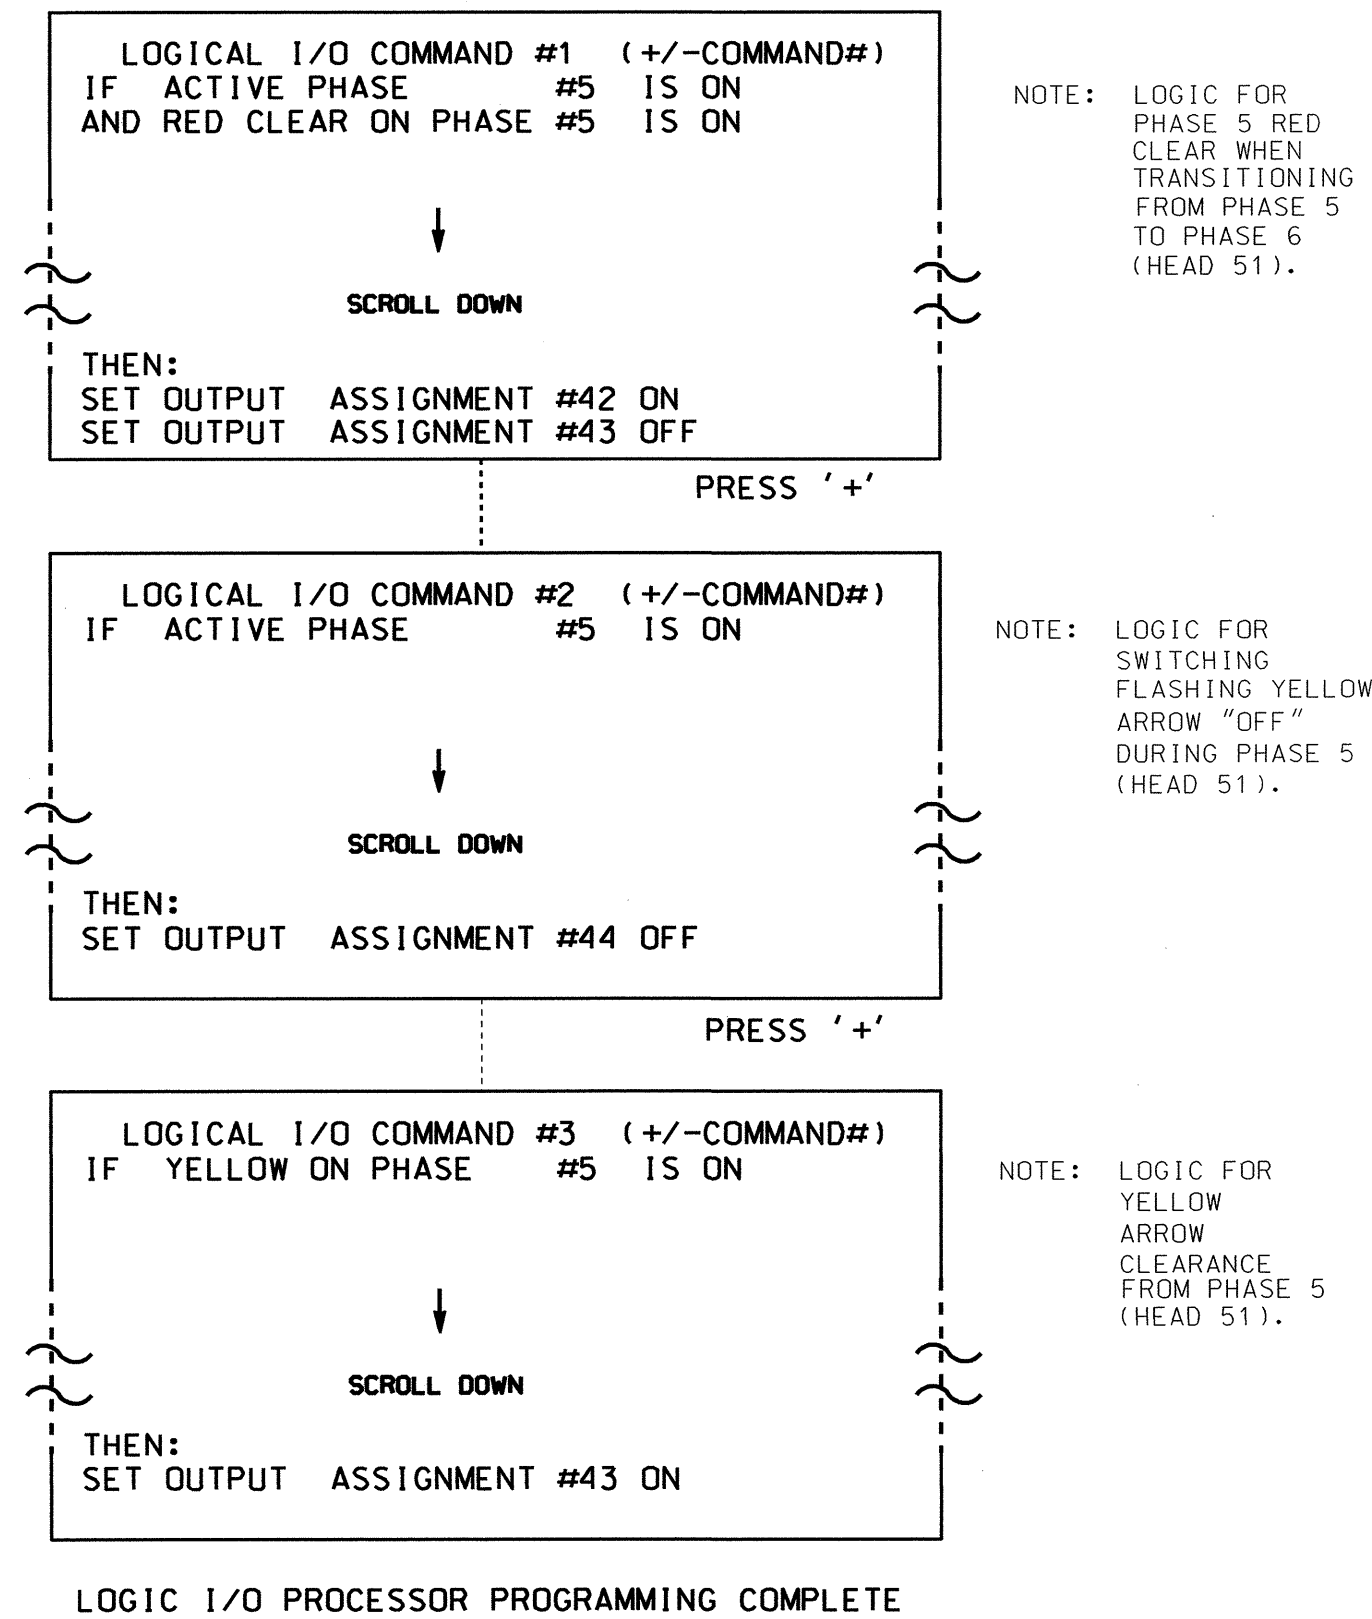 LOGICAL I/O COMMAND #1 (+/-COMMAND#)
IF ACTIVE PHASE #5 IS ON
AND RED CLEAR ON PHASE #5 IS ON
SCROLL DOWN
THEN:
SET OUTPUT ASSIGNMENT #42 ON
SET OUTPUT ASSIGNMENT #43 OFF
NOTE: LOGIC FOR
PHASE 5 RED
CLEAR WHEN
TRANSITIONING
FROM PHASE 5
TO PHASE 6
(HEAD 51).
PRESS '+'
LOGICAL I/O COMMAND #2 (+/-COMMAND#)
IF ACTIVE PHASE #5 IS ON
SCROLL DOWN
THEN:
SET OUTPUT ASSIGNMENT #44 OFF
NOTE: LOGIC FOR
SWITCHING
FLASHING YELLOW
ARROW "OFF"
DURING PHASE 5
(HEAD 51).
PRESS '+'
LOGICAL I/O COMMAND #3 (+/-COMMAND#)
IF YELLOW ON PHASE #5 IS ON
SCROLL DOWN
THEN:
SET OUTPUT ASSIGNMENT #43 ON
NOTE: LOGIC FOR
YELLOW
ARROW
CLEARANCE
FROM PHASE 5
(HEAD 51).
LOGIC I/O PROCESSOR PROGRAMMING COMPLETE